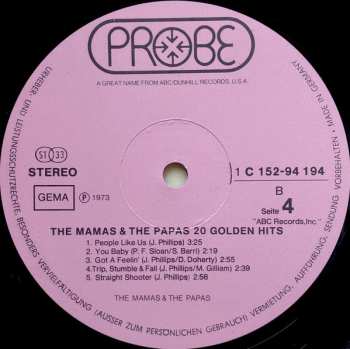 PROBE
A GREAT NAME FROM ABC/DUNHILL RECORDS, U.S.A.
ST 33
STEREO
GEMA
P 1973
1 C 152-94 194
B
Seite 4
"ABC Records, Inc."
THE MAMAS & THE PAPAS 20 GOLDEN HITS
1. People Like Us (J. Phillips) 3:25
2. You Baby (P. F. Sloan/S. Barri) 2:19
3. Got A Feelin' (J. Phillips/D. Doherty) 2:55
4.Trip, Stumble & Fall (J. Phillips/M. Gilliam) 2:39
5. Straight Shooter (J. Phillips) 2:58
THE MAMAS & THE PAPAS
URHEBER- UND LEISTUNGSSCHUTZRECHTE, BESONDERS VERVIELFÄLTIGUNG (AUSSER ZUM PERSÖNLICHEN GEBRAUCH) VERMIETUNG, AUFFÜHRUNG, SENDUNG VORBEHALTEN • MADE IN GERMANY